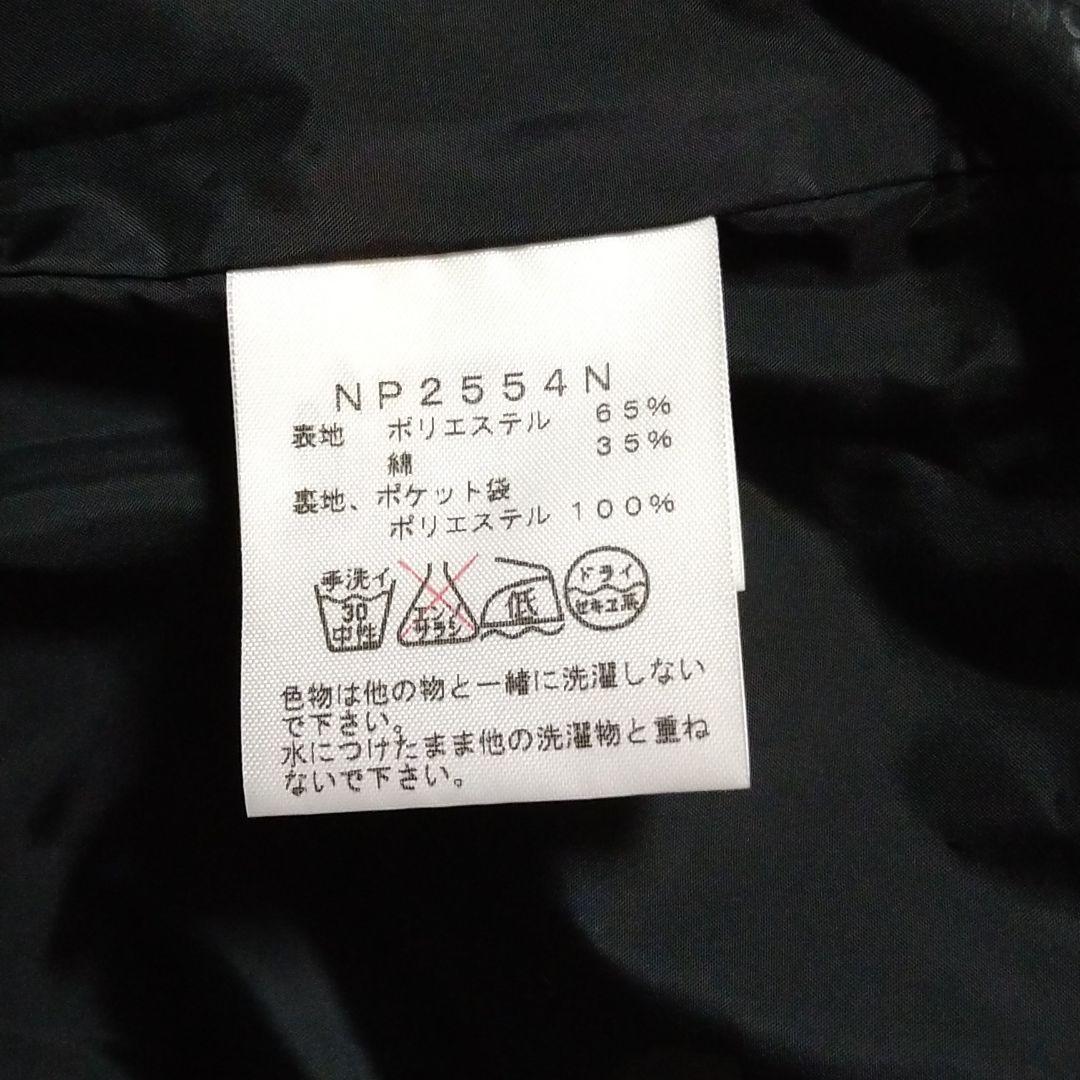 NP2554N
表地 ポリエステル 65%
綿 35%
裏地、ポケット袋
ポリエステル 100%
手洗イ
30
中性
エンソ
サラシ
低
ドライ
セキユ系
色物は他の物と一緒に洗濯しない
で下さい。
水につけたまま他の洗濯物と重ね
ないで下さい。